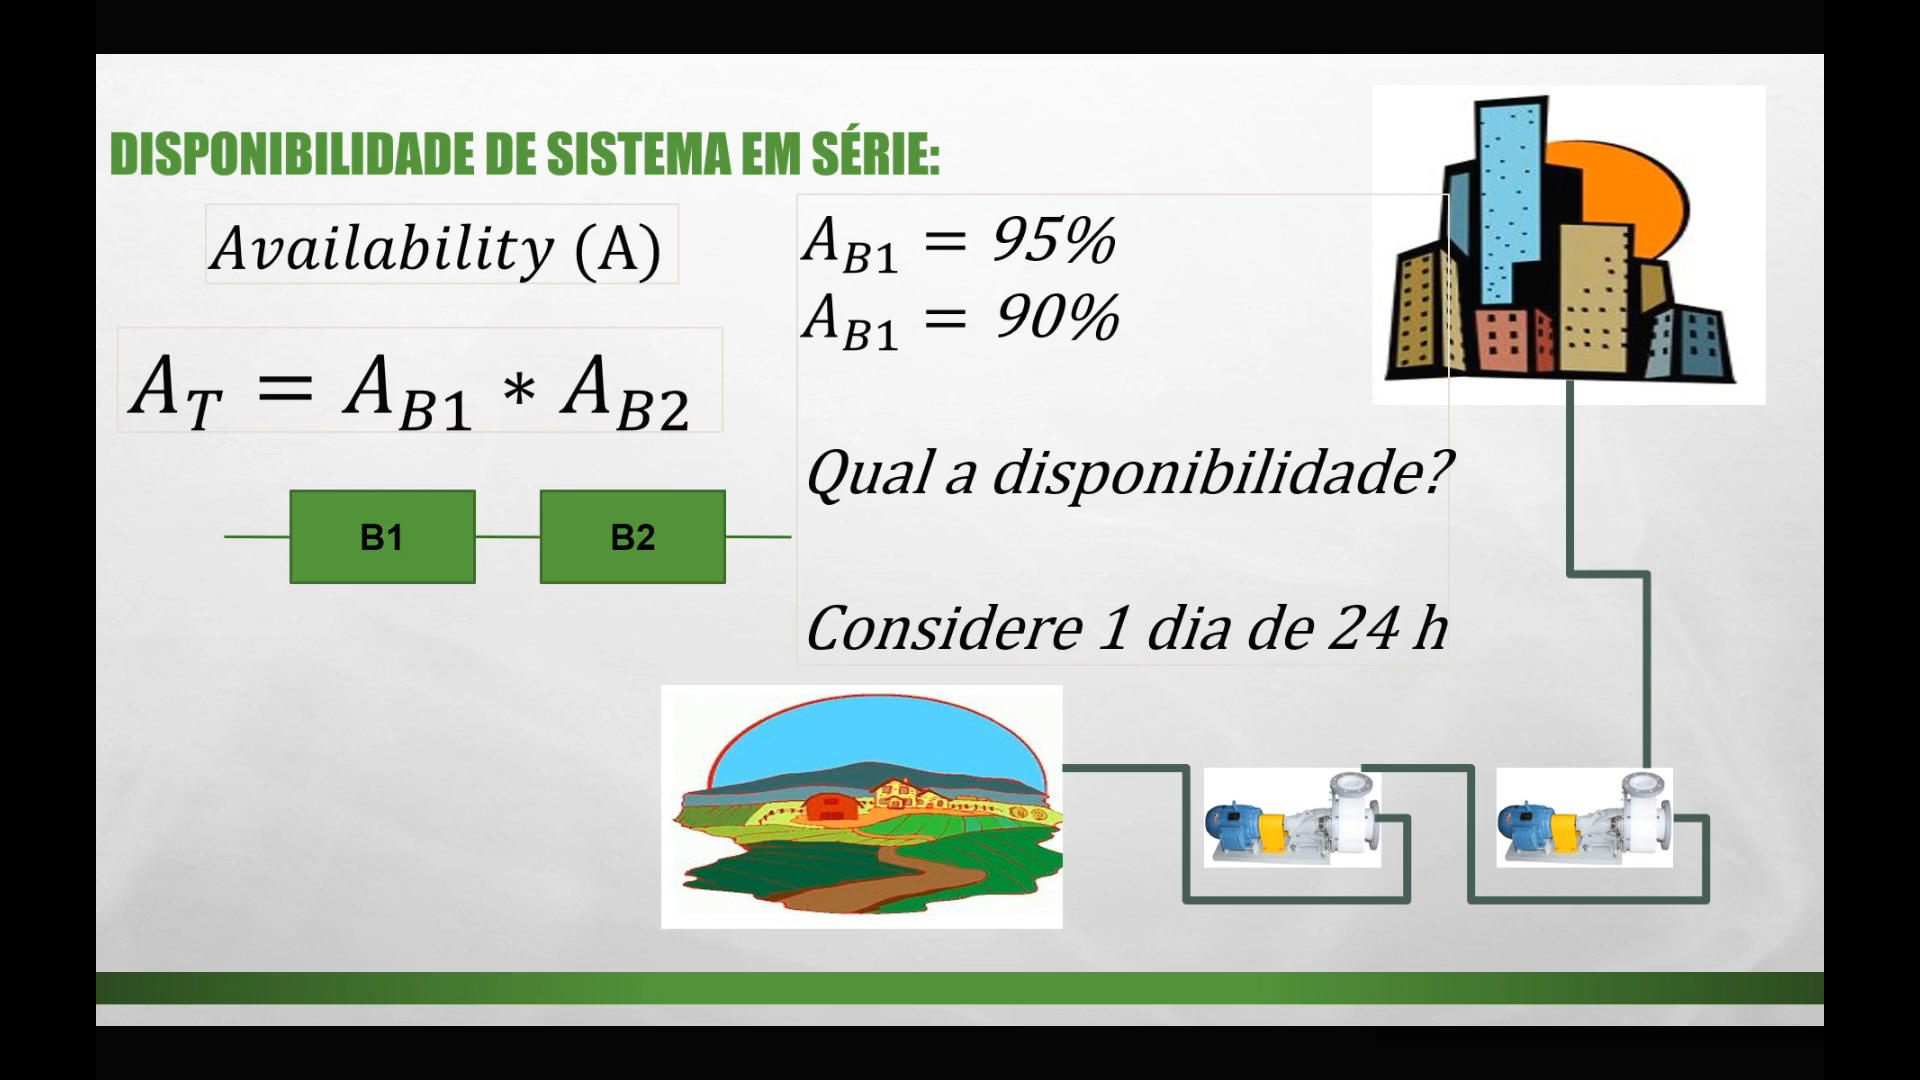 DISPONIBILIDADE DE SISTEMA EM SÉRIE:
Availability (A)
A_T = A_B1 * A_B2
B1
B2
A_B1 = 95%
A_B1 = 90%
Qual a disponibilidade?
Considere 1 dia de 24 h